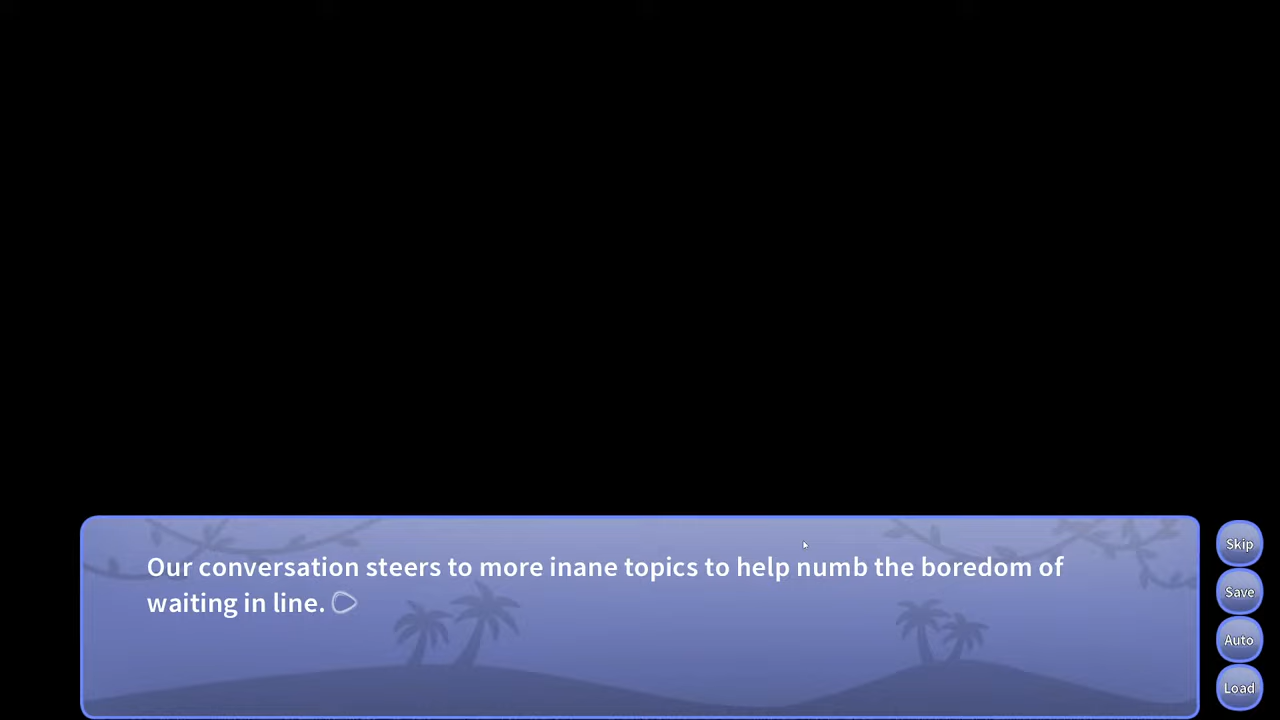 Our conversation steers to more inane topics to help numb the boredom of
waiting in line.
Skip
Save
Auto
Load